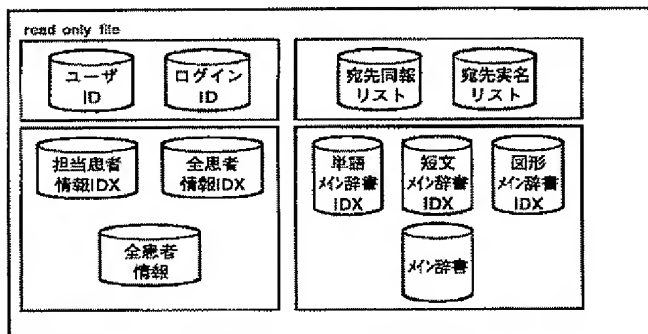 read only file
ユーザ
ID
ログイン
ID
宛先同報
リスト
宛先実名
リスト
担当患者
情報IDX
全患者
情報IDX
全患者
情報
単語
メイン辞書
IDX
短文
メイン辞書
IDX
図形
メイン辞書
IDX
メイン辞書